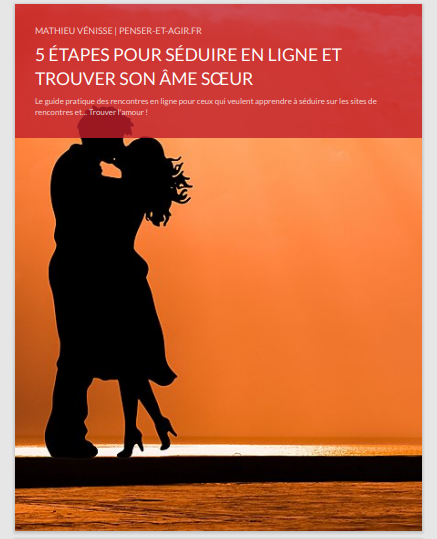 MATHIEU VÉNISSE | PENSER-ET-AGIR.FR
5 ÉTAPES POUR SÉDUIRE EN LIGNE ET
TROUVER SON ÂME SŒUR
Le guide pratique des rencontres en ligne pour ceux qui veulent apprendre à séduire sur les sites de
rencontres et... Trouver l'amour !